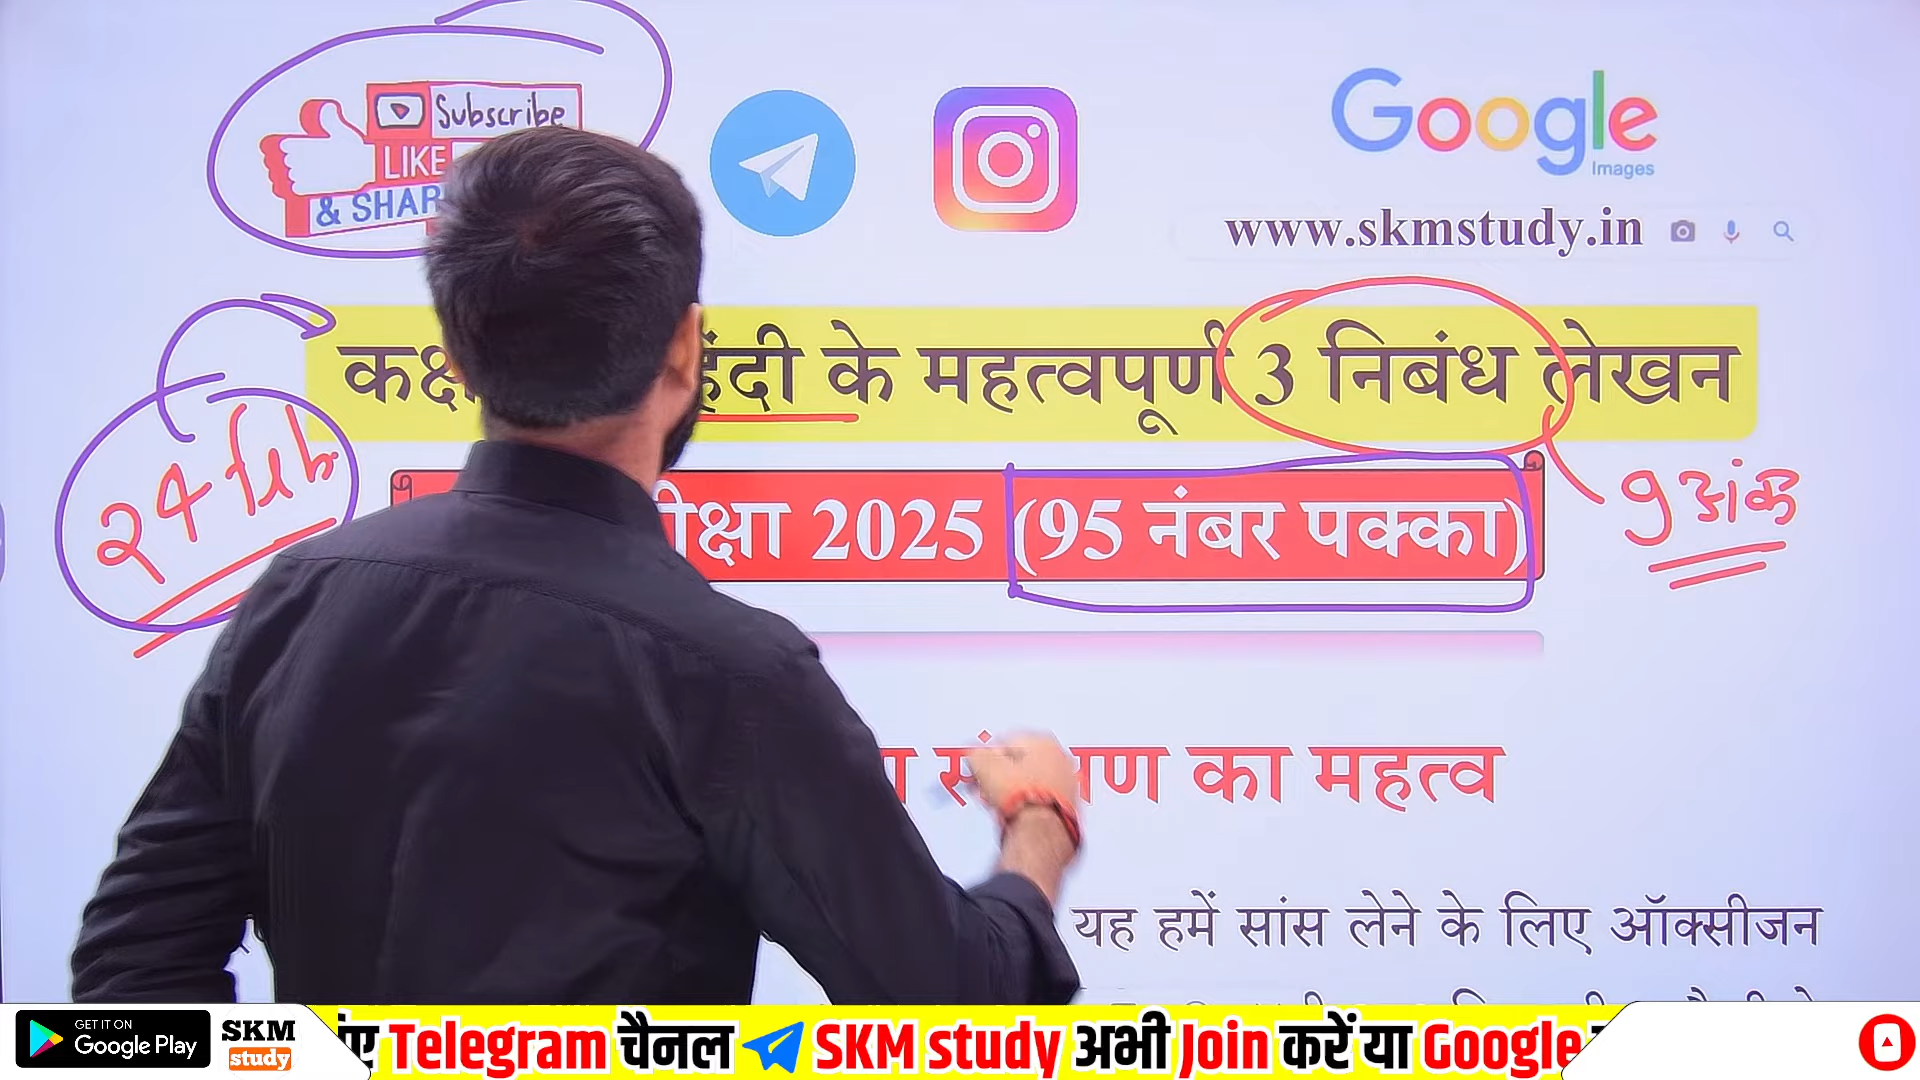 Subscribe
LIKE
& SHAR
Google
Images
www.skmstudy.in
के महत्वपूर्ण 3 निबंध लेखन
24 feb
2025 (95 नंबर पक्का)
9 अंक
का महत्व
यह हमें सांस लेने के लिए ऑक्सीजन
GET IT ON
Google Play
SKM
study
Telegram चैनल SKM study अभी Join करें या Google